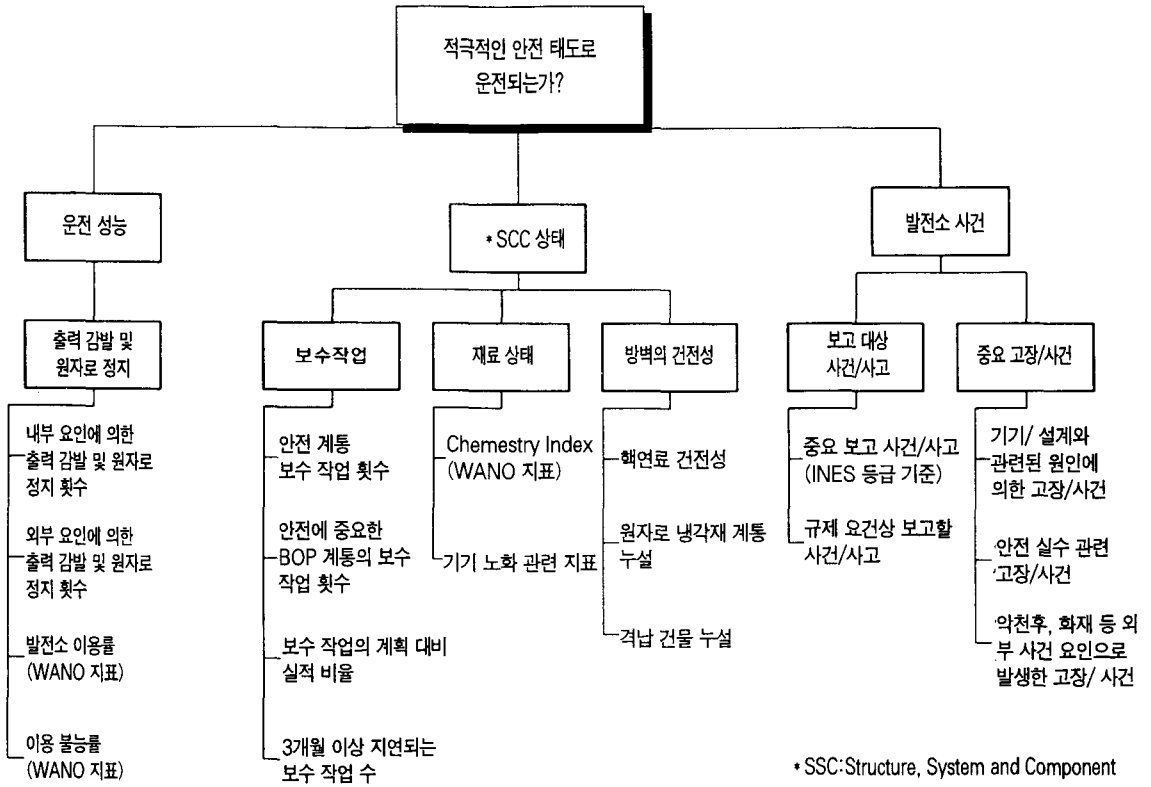 적극적인 안전 태도로
운전되는가?
운전 성능
* SCC 상태
발전소 사건
출력 감발 및
원자로 정지
보수작업
재료 상태
방벽의 건전성
보고 대상
사건/사고
중요 고장/사건
내부 요인에 의한
출력 감발 및 원자로
정지 횟수
외부 요인에 의한
출력 감발 및 원자로
정지 횟수
발전소 이용률
(WANO 지표)
이용 불능률
(WANO 지표)
안전 계통
보수 작업 횟수
안전에 중요한
BOP 계통의 보수
작업 횟수
보수 작업의 계획 대비
실적 비율
3개월 이상 지연되는
보수 작업 수
Chemestry Index
(WANO 지표)
기기 노화 관련 지표
핵연료 건전성
원자로 냉각재 계통
누설
격납 건물 누설
중요 보고 사건/사고
(INES 등급 기준)
규제 요건상 보고할
사건/사고
기기/ 설계와
관련된 원인에
의한 고장/사건
안전 실수 관련
고장/사건
악천후, 화재 등 외
부 사건 요인으로
발생한 고장/ 사건
* SSC:Structure, System and Component